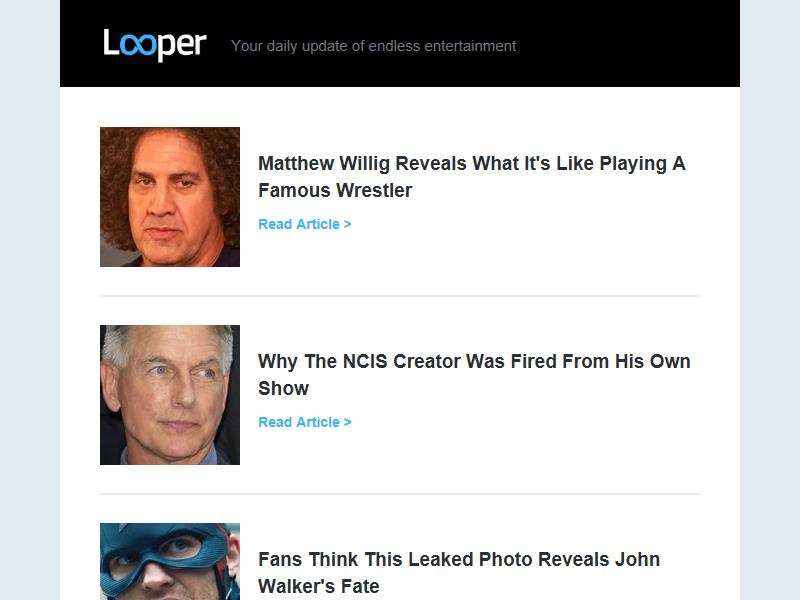 Looper
Your daily update of endless entertainment
Matthew Willig Reveals What It's Like Playing A
Famous Wrestler
Read Article >
Why The NCIS Creator Was Fired From His Own
Show
Read Article >
Fans Think This Leaked Photo Reveals John
Walker's Fate